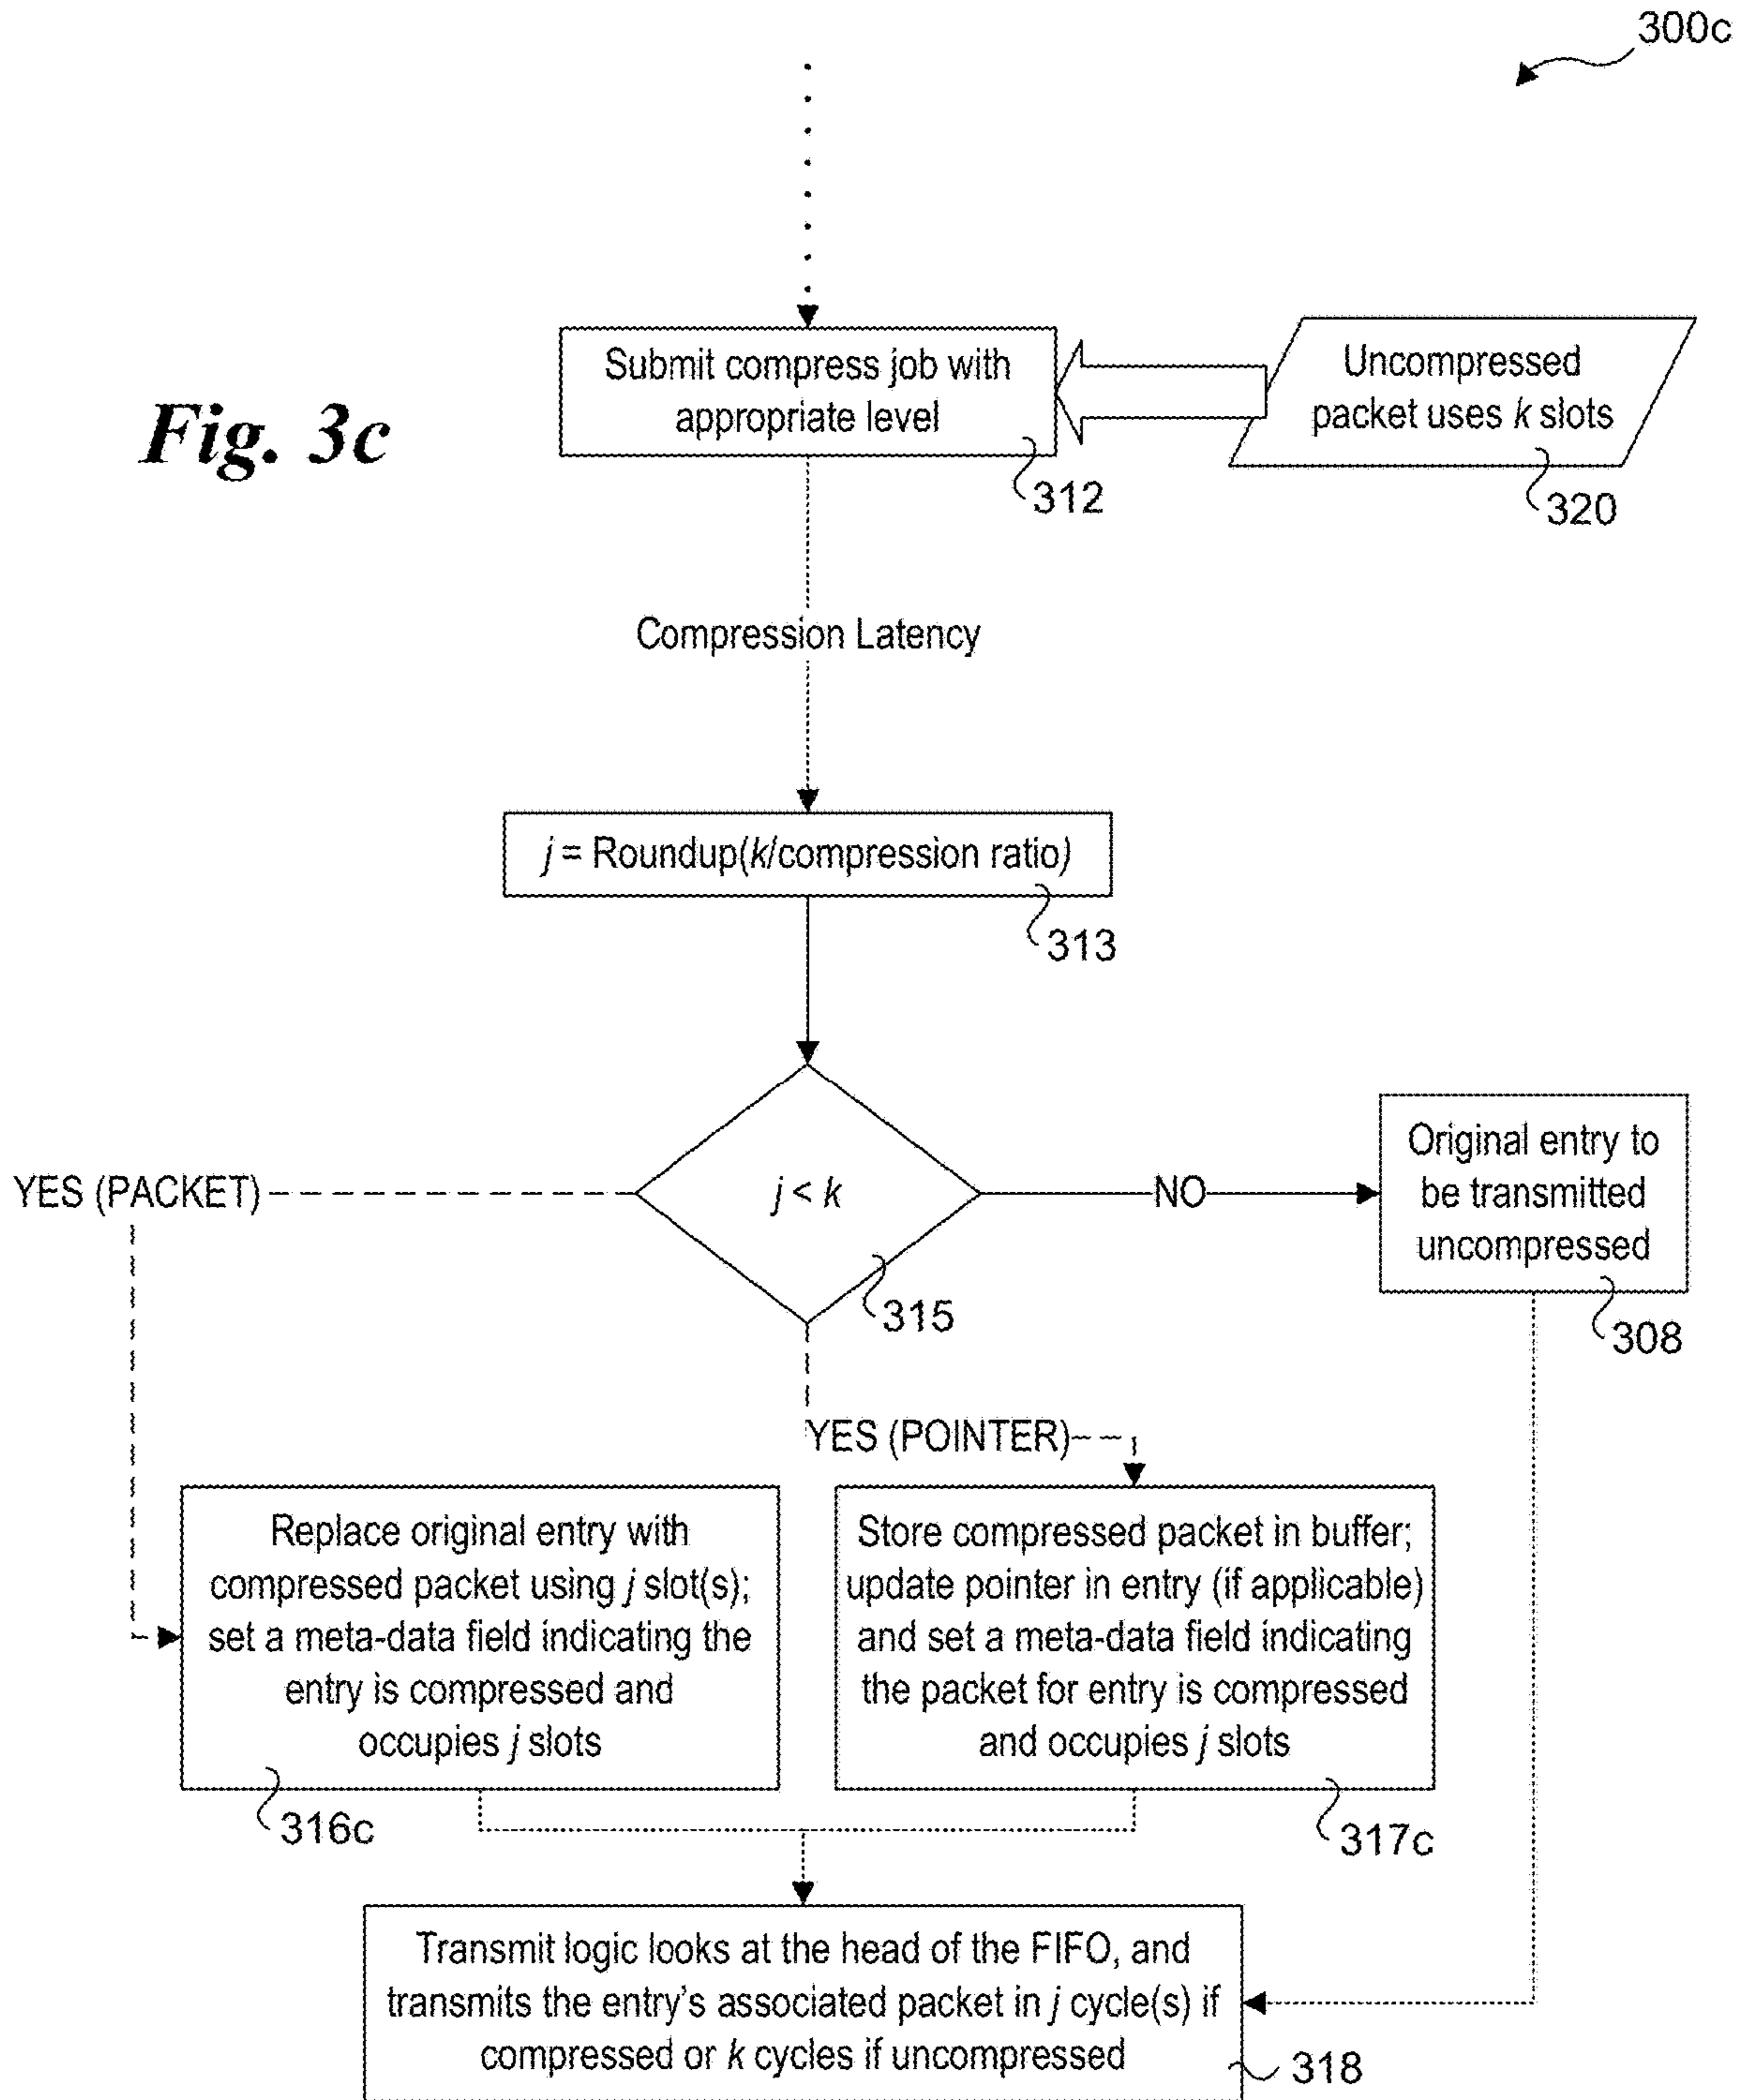 300c
Fig. 3c
Submit compress job with
appropriate level
312
Uncompressed
packet uses k slots
320
Compression Latency
j = Roundup(k/compression ratio)
313
j < k
315
YES (PACKET)
NO
Original entry to
be transmitted
uncompressed
308
YES (POINTER)
Replace original entry with
compressed packet using j slot(s);
set a meta-data field indicating the
entry is compressed and
occupies j slots
316c
Store compressed packet in buffer;
update pointer in entry (if applicable)
and set a meta-data field indicating
the packet for entry is compressed
and occupies j slots
317c
Transmit logic looks at the head of the FIFO, and
transmits the entry's associated packet in j cycle(s) if
compressed or k cycles if uncompressed
318